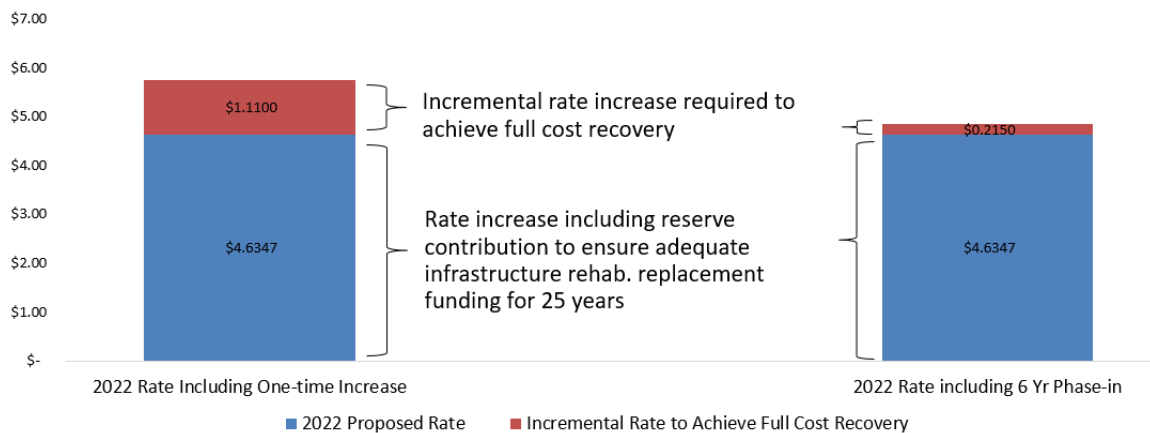 $7.00
$6.00
$5.00
$4.00
$3.00
$2.00
$1.00
$-
$1.1100
$4.6347
Incremental rate increase required to
achieve full cost recovery
Rate increase including reserve
contribution to ensure adequate
infrastructure rehab. replacement
funding for 25 years
$0.2150
$4.6347
2022 Rate Including One-time Increase
2022 Rate including 6 Yr Phase-in
2022 Proposed Rate
Incremental Rate to Achieve Full Cost Recovery